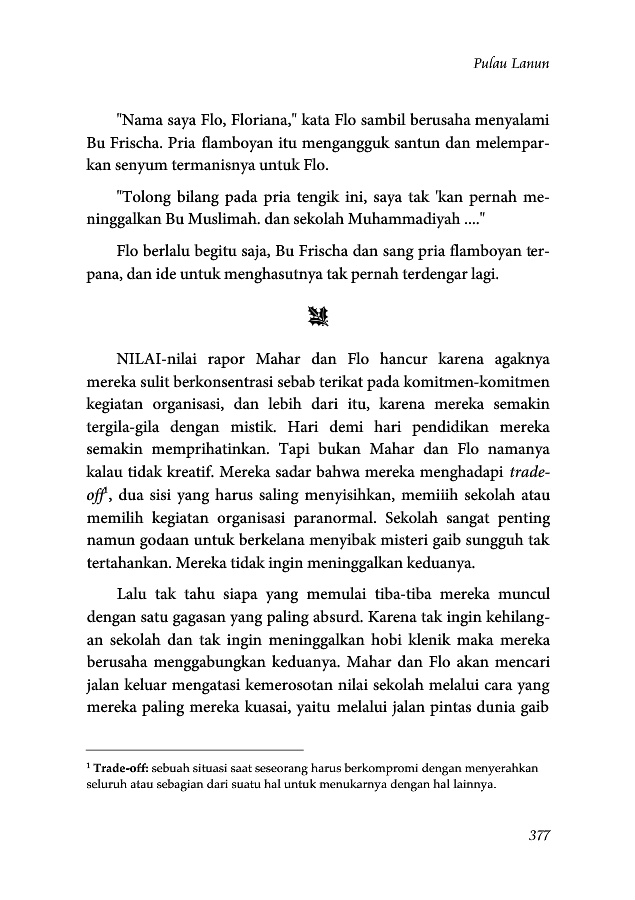 Pulau Lanun
"Nama saya Flo, Floriana," kata Flo sambil berusaha menyalami
Bu Frischa. Pria flamboyan itu mengangguk santun dan melempar-
kan senyum termanisnya untuk Flo.
"Tolong bilang pada pria tengik ini, saya tak 'kan pernah me-
ninggalkan Bu Muslimah. dan sekolah Muhammadiyah ...."
Flo berlalu begitu saja, Bu Frischa dan sang pria flamboyan ter-
pana, dan ide untuk menghasutnya tak pernah terdengar lagi.
NILAI-nilai rapor Mahar dan Flo hancur karena agaknya
mereka sulit berkonsentrasi sebab terikat pada komitmen-komitmen
kegiatan organisasi, dan lebih dari itu, karena mereka semakin
tergila-gila dengan mistik. Hari demi hari pendidikan mereka
semakin memprihatinkan. Tapi bukan Mahar dan Flo namanya
kalau tidak kreatif. Mereka sadar bahwa mereka menghadapi trade-
off¹, dua sisi yang harus saling menyisihkan, memiiih sekolah atau
memilih kegiatan organisasi paranormal. Sekolah sangat penting
namun godaan untuk berkelana menyibak misteri gaib sungguh tak
tertahankan. Mereka tidak ingin meninggalkan keduanya.
Lalu tak tahu siapa yang memulai tiba-tiba mereka muncul
dengan satu gagasan yang paling absurd. Karena tak ingin kehilang-
an sekolah dan tak ingin meninggalkan hobi klenik maka mereka
berusaha menggabungkan keduanya. Mahar dan Flo akan mencari
jalan keluar mengatasi kemerosotan nilai sekolah melalui cara yang
mereka paling mereka kuasai, yaitu melalui jalan pintas dunia gaib
¹ Trade-off: sebuah situasi saat seseorang harus berkompromi dengan menyerahkan
seluruh atau sebagian dari suatu hal untuk menukarnya dengan hal lainnya.
377